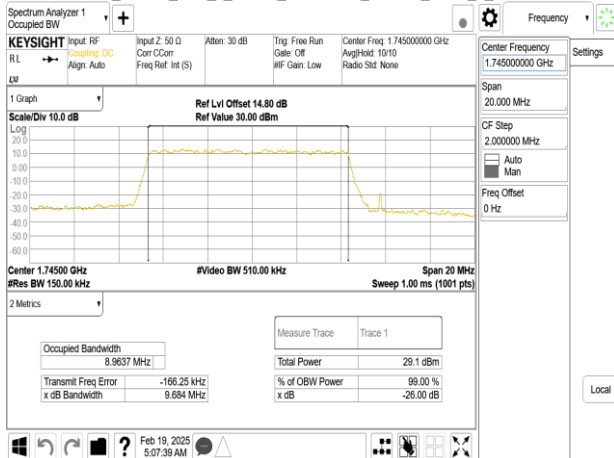 Spectrum Analyzer 1
Occupied BW
+
Frequency
KEYSIGHT
RL
LXI
Input: RF
Coupling: DC
Align: Auto
Input Z: 50 Ω
Corr CCorr
Freq Ref: Int (S)
Atten: 30 dB
Trig: Free Run
Gate: Off
#IF Gain: Low
Center Freq: 1.745000000 GHz
Avg|Hold: 10/10
Radio Std: None
1 Graph
Scale/Div 10.0 dB
Ref Lvl Offset 14.80 dB
Ref Value 30.00 dBm
Log
20.0
10.0
0.00
-10.0
-20.0
-30.0
-40.0
-50.0
-60.0
Center 1.74500 GHz
#Res BW 150.00 kHz
#Video BW 510.00 kHz
Span 20 MHz
Sweep 1.00 ms (1001 pts)
2 Metrics
Measure Trace Trace 1
Occupied Bandwidth
8.9637 MHz
Total Power 29.1 dBm
Transmit Freq Error -166.25 kHz
% of OBW Power 99.00 %
x dB Bandwidth 9.684 MHz
x dB -26.00 dB
Center Frequency
1.745000000 GHz
Settings
Span
20.000 MHz
CF Step
2.000000 MHz
Auto
Man
Freq Offset
0 Hz
Local
?
Feb 19, 2025
5:07:39 AM